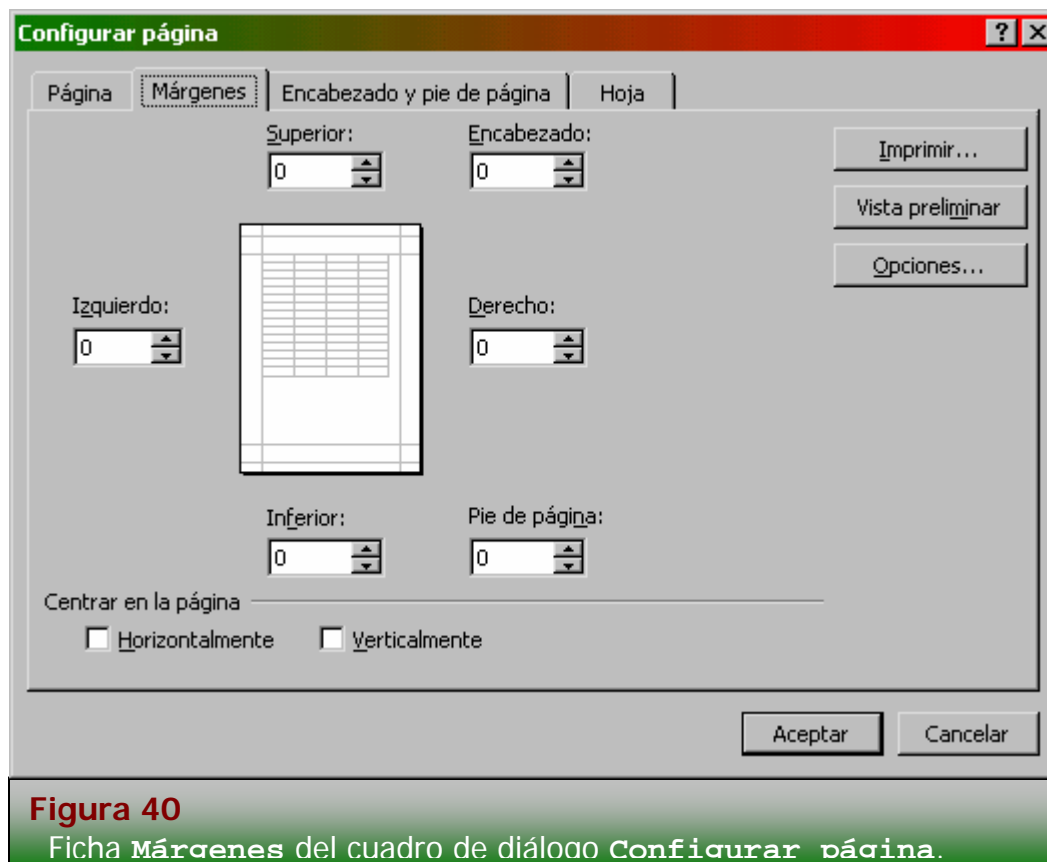 Configurar página
Página Márgenes Encabezado y pie de página Hoja
Superior: Encabezado:
0 0
Imprimir...
Vista preliminar
Opciones...
Izquierdo: Derecho:
0 0
Inferior: Pie de página:
0 0
Centrar en la página
Horizontalmente Verticalmente
Aceptar Cancelar
Figura 40
Ficha Márgenes del cuadro de diálogo Configurar página.